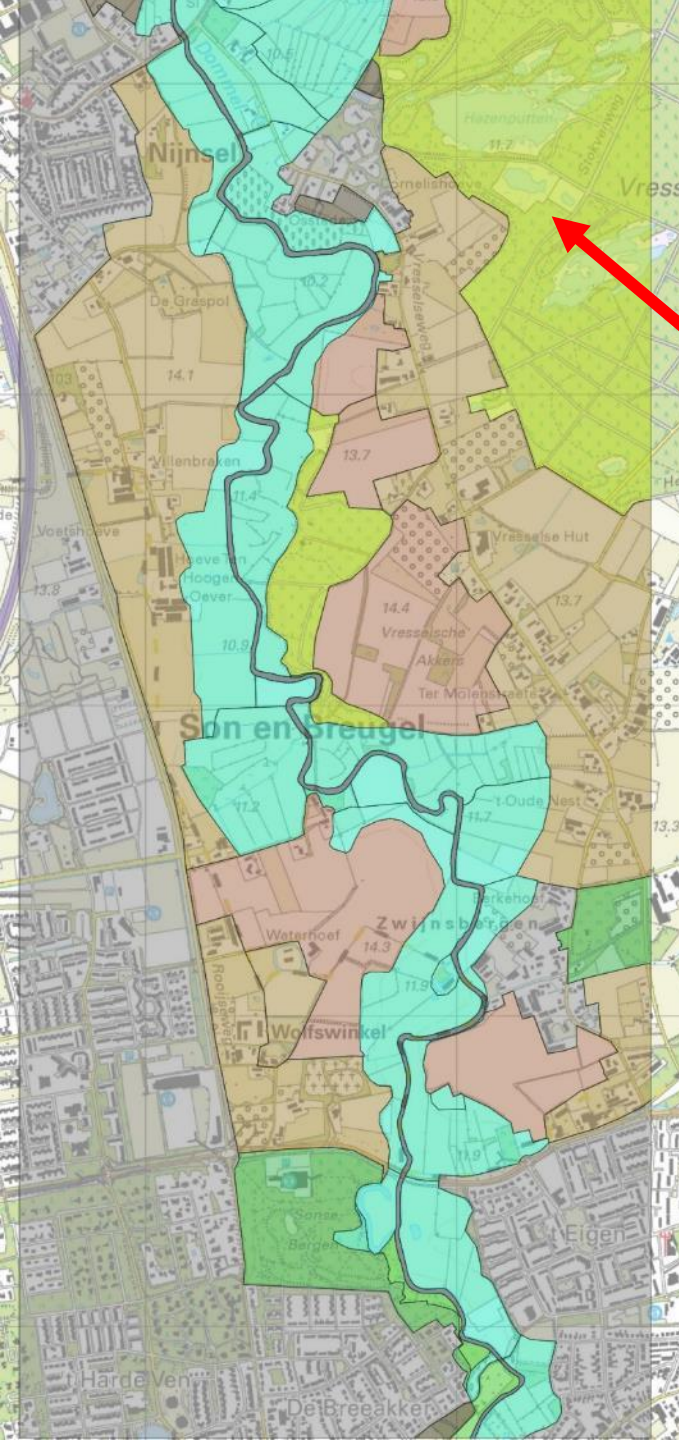 Dommel
10.5
Nijnsel
Hazenputten
11.7
Stokvenweg
Vress
Vresselseweg
10.2
De Graspol
14.1
13.7
Villenbraken
11.4
Voetshoeve
Hoeve Ten
Hoogen
Oever
Vresselse Hut
13.8
13.7
14.4
Vresselsche
Akkers
10.9
Ter Molenstraete
Son en Breugel
11.2
't Oude Nest
11.7
13.3
Berkehoef
Zwijnsbergen
Waterhoef
14.3
11.9
Rooijseweg
Wolfswinkel
11.9
Sonse
Bergen
't Eigen
't Harde Ven
De Breeakker